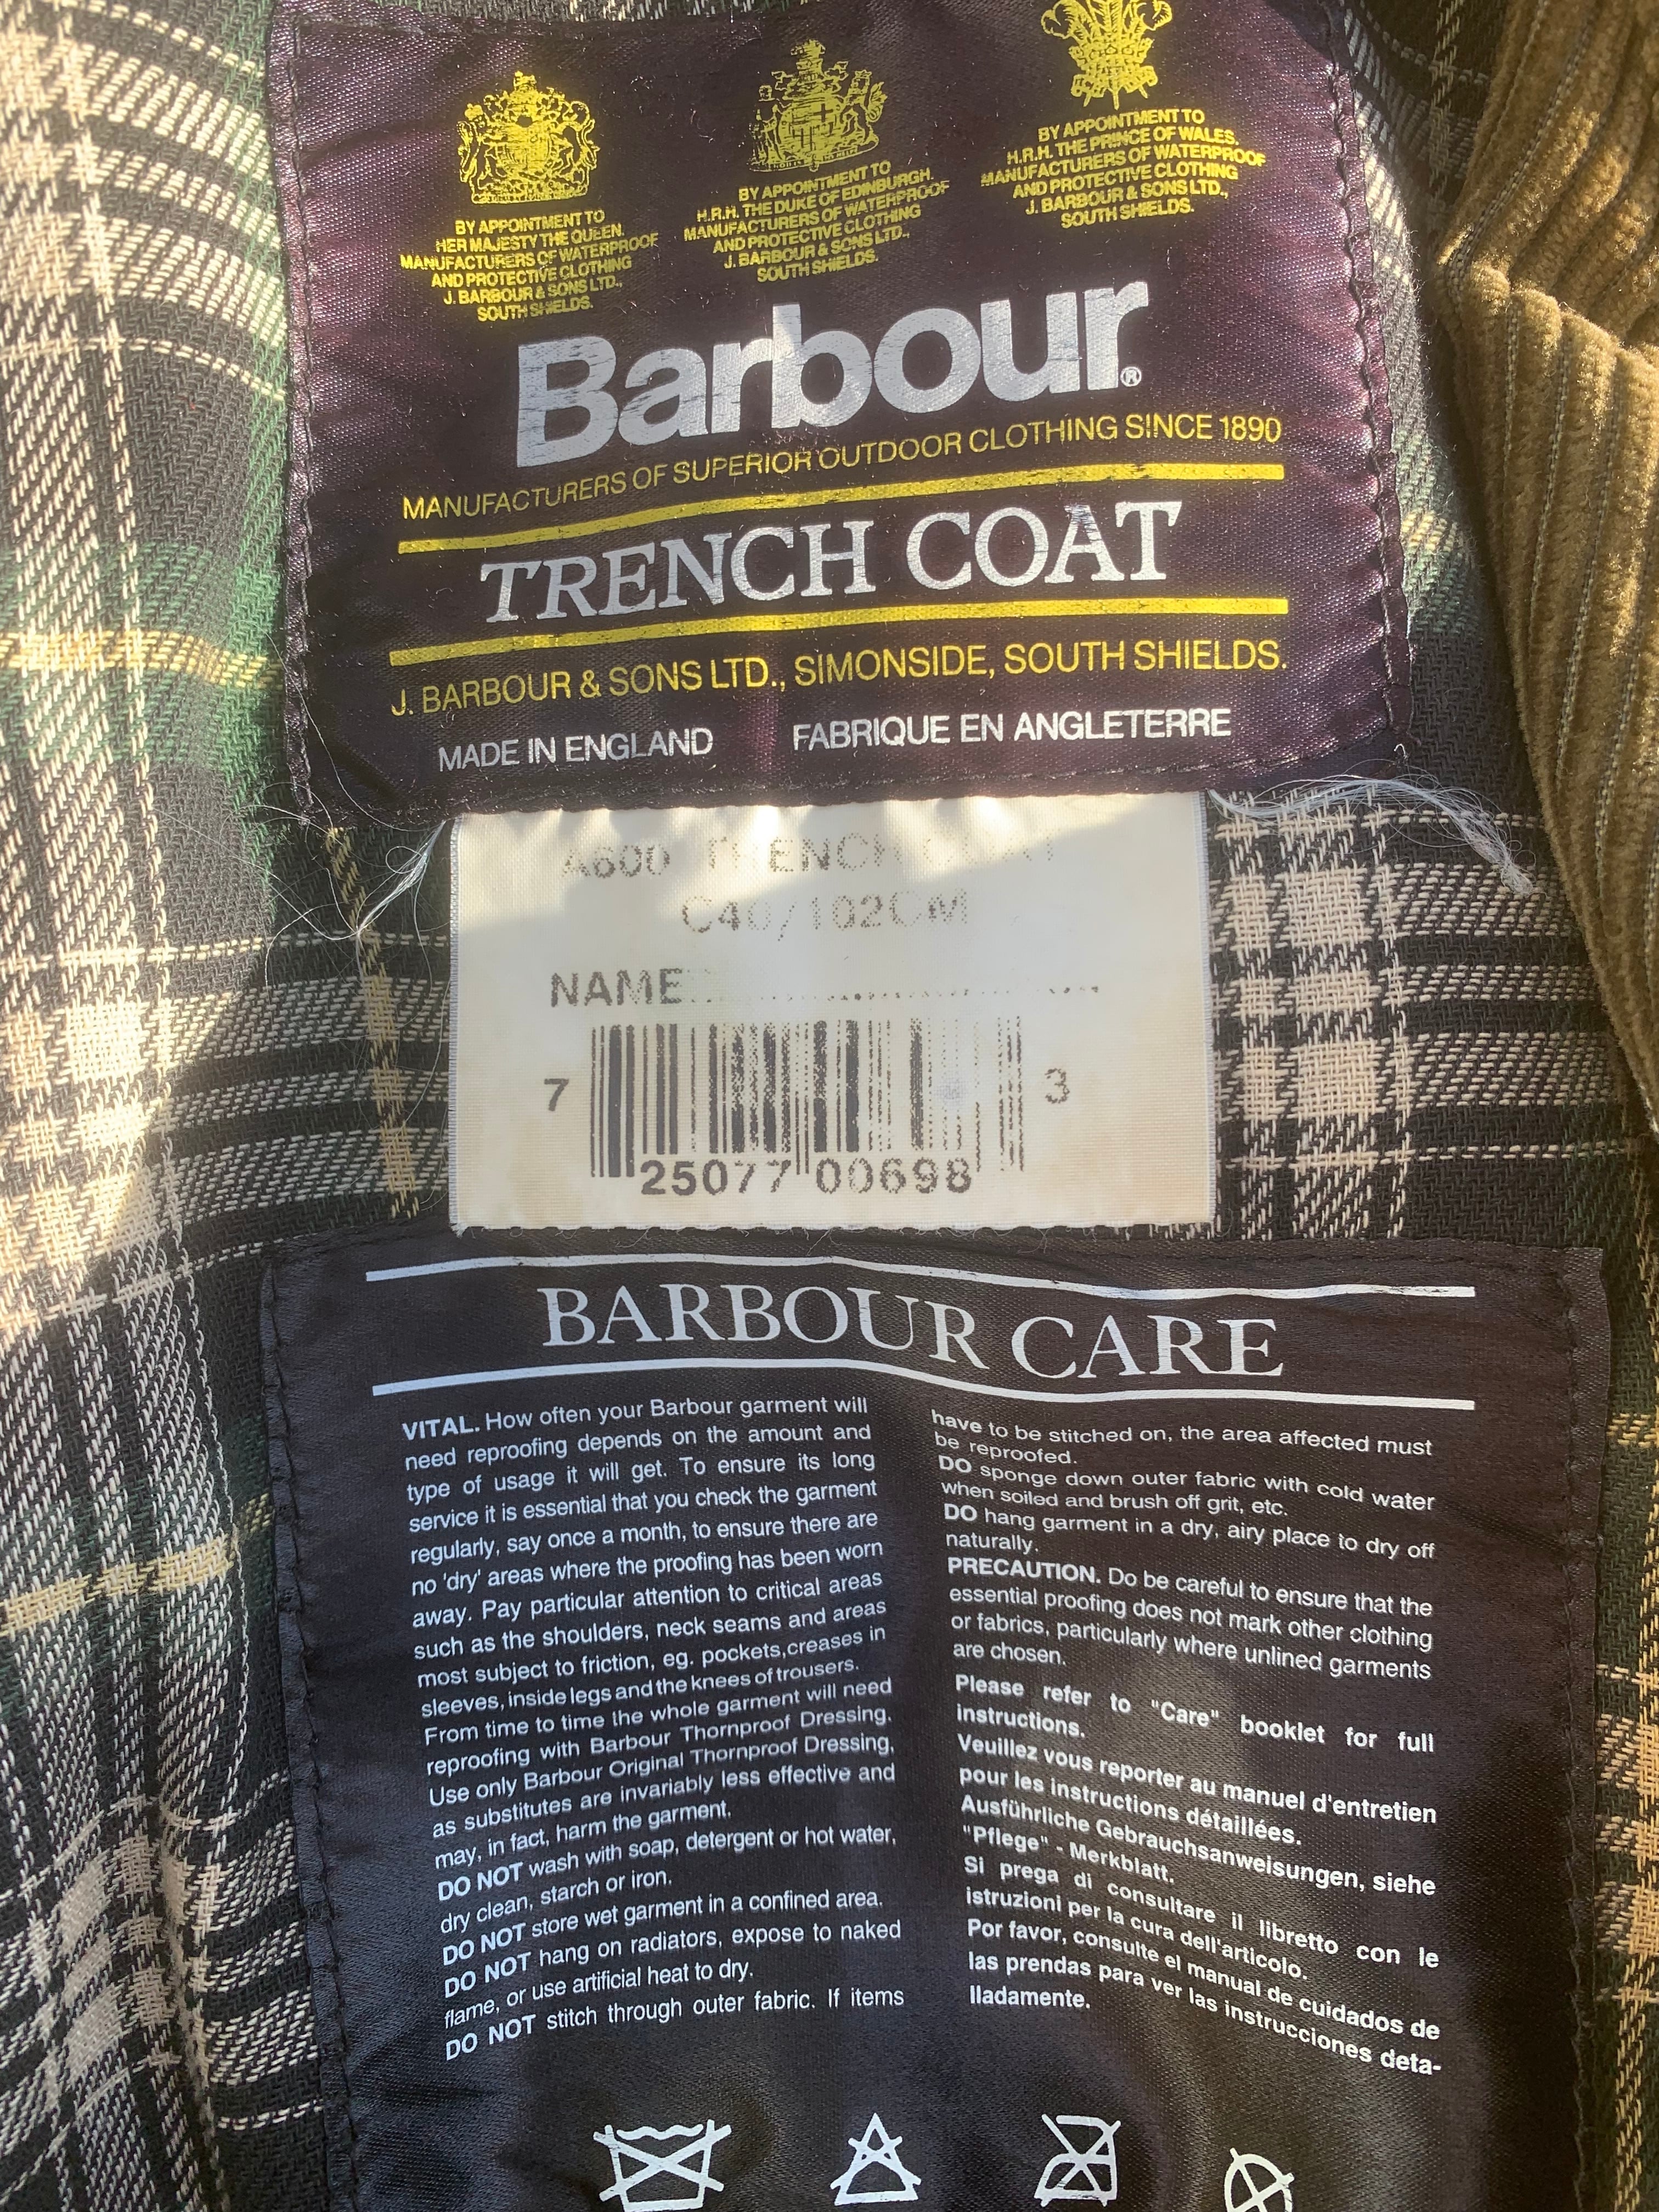 BY APPOINTMENT TO
HER MAJESTY THE QUEEN.
MANUFACTURERS OF WATERPROOF
AND PROTECTIVE CLOTHING
J. BARBOUR & SONS LTD.,
SOUTH SHIELDS.
BY APPOINTMENT TO
H.R.H. THE DUKE OF EDINBURGH.
MANUFACTURERS OF WATERPROOF
AND PROTECTIVE CLOTHING
J. BARBOUR & SONS LTD.,
SOUTH SHIELDS.
BY APPOINTMENT TO
H.R.H. THE PRINCE OF WALES.
MANUFACTURERS OF WATERPROOF
AND PROTECTIVE CLOTHING
J. BARBOUR & SONS LTD.,
SOUTH SHIELDS.
Barbour®
MANUFACTURERS OF SUPERIOR OUTDOOR CLOTHING SINCE 1890
TRENCH COAT
J. BARBOUR & SONS LTD., SIMONSIDE, SOUTH SHIELDS.
MADE IN ENGLAND FABRIQUE EN ANGLETERRE
A600 TRENCH COAT
C40/102CM
NAME
7 25077 00698 3
BARBOUR CARE
VITAL. How often your Barbour garment will
need reproofing depends on the amount and
type of usage it will get. To ensure its long
service it is essential that you check the garment
regularly, say once a month, to ensure there are
no 'dry' areas where the proofing has been worn
away. Pay particular attention to critical areas
such as the shoulders, neck seams and areas
most subject to friction, eg. pockets,creases in
sleeves, inside legs and the knees of trousers.
From time to time the whole garment will need
reproofing with Barbour Thornproof Dressing.
Use only Barbour Original Thornproof Dressing,
as substitutes are invariably less effective and
may, in fact, harm the garment.
DO NOT wash with soap, detergent or hot water,
dry clean, starch or iron.
DO NOT store wet garment in a confined area.
DO NOT hang on radiators, expose to naked
flame, or use artificial heat to dry.
DO NOT stitch through outer fabric. If items
have to be stitched on, the area affected must
be reproofed.
DO sponge down outer fabric with cold water
when soiled and brush off grit, etc.
DO hang garment in a dry, airy place to dry off
naturally.
PRECAUTION. Do be careful to ensure that the
essential proofing does not mark other clothing
or fabrics, particularly where unlined garments
are chosen.
Please refer to "Care" booklet for full
instructions.
Veuillez vous reporter au manuel d'entretien
pour les instructions détaillées.
Ausführliche Gebrauchsanweisungen, siehe
"Pflege" - Merkblatt.
Si prega di consultare il libretto con le
istruzioni per la cura dell'articolo.
Por favor, consulte el manual de cuidados de
las prendas para ver las instrucciones deta-
lladamente.